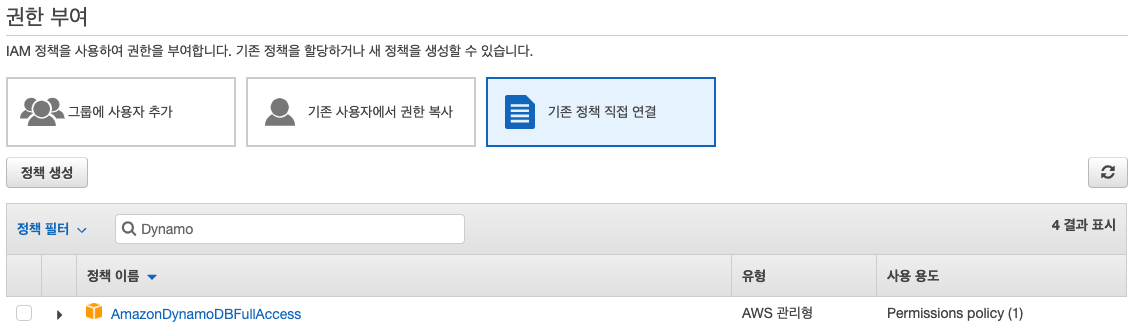 권한 부여
IAM 정책을 사용하여 권한을 부여합니다. 기존 정책을 할당하거나 새 정책을 생성할 수 있습니다.
그룹에 사용자 추가
기존 사용자에서 권한 복사
기존 정책 직접 연결
정책 생성
정책 필터
Dynamo
4 결과 표시
정책 이름
유형
사용 용도
AmazonDynamoDBFullAccess
AWS 관리형
Permissions policy (1)